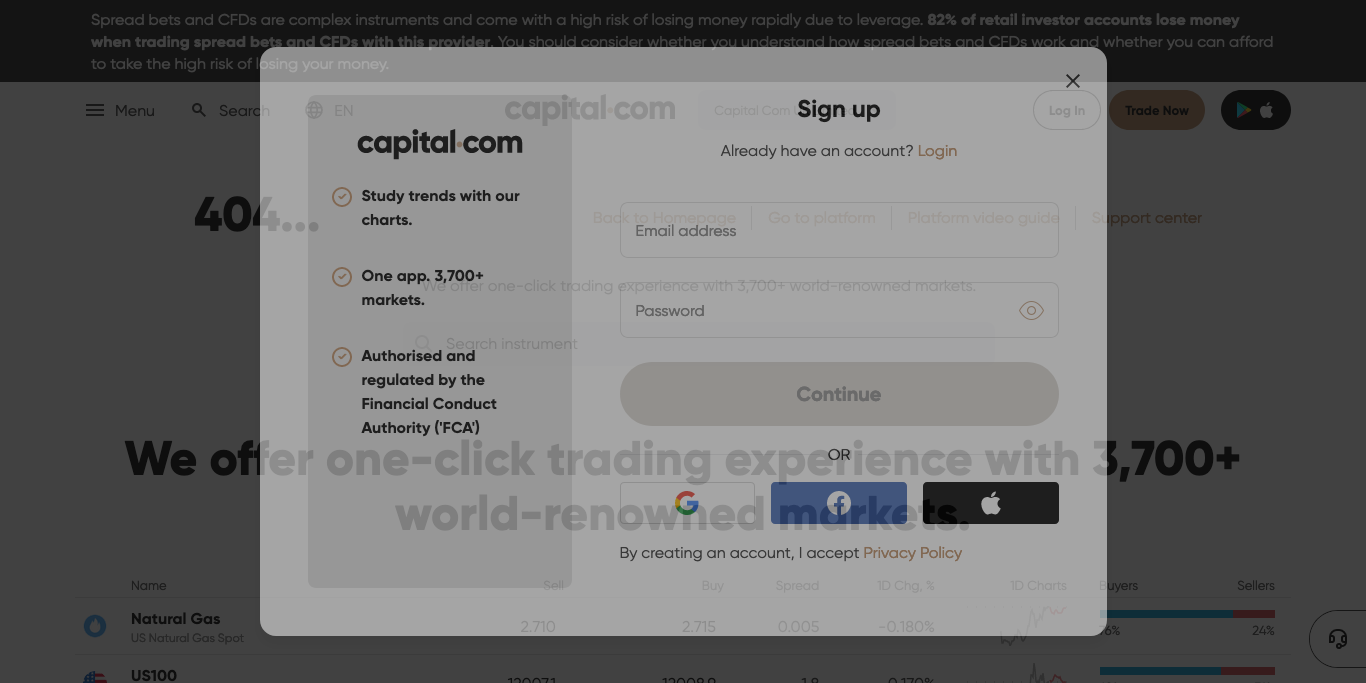 Spread bets and CFDs are complex instruments and come with a high risk of losing money rapidly due to leverage. 82% of retail investor accounts lose money
when trading spread bets and CFDs with this provider. You should consider whether you understand how spread bets and CFDs work and whether you can afford
to take the high risk of losing your money.
Menu
Search
EN
capital.com
Log In
Trade Now
404...
Back to Homepage
Go to platform
Platform video guide
Support center
We offer one-click trading experience with 3,700+ world-renowned markets.
Search instrument
We offer one-click trading experience with 3,700+
world-renowned markets.
Name
Sell
Buy
Spread
1D Chg, %
1D Charts
Buyers
Sellers
Natural Gas
US Natural Gas Spot
2.710
2.715
0.005
-0.180%
76%
24%
US100
1.8
capital.com
Study trends with our
charts.
One app. 3,700+
markets.
Authorised and
regulated by the
Financial Conduct
Authority ('FCA')
Sign up
Already have an account? Login
Email address
Password
Continue
OR
By creating an account, I accept Privacy Policy